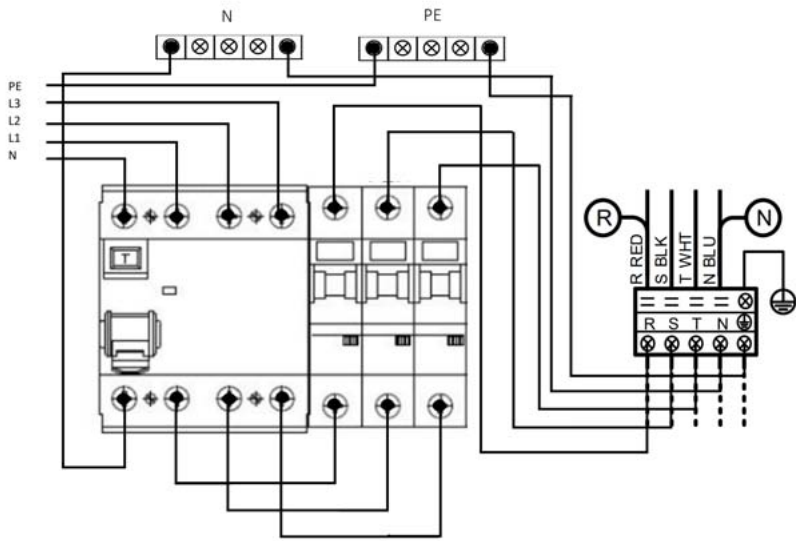 N
PE
PE
L3
L2
L1
N
T
R
N
R RED
S BLK
T WHT
N BLU
R S T N